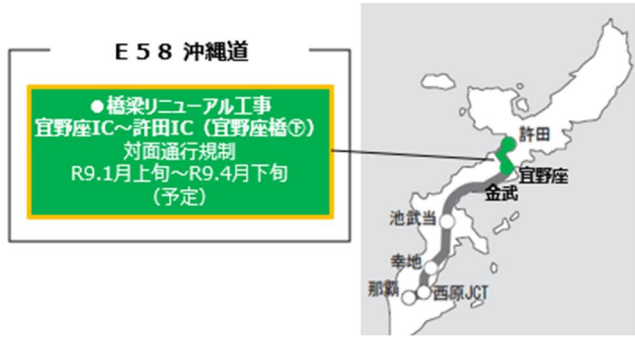 E58 沖縄道
●橋梁リニューアル工事
宜野座IC~許田IC(宜野座橋㊦)
対面通行規制
R9.1月上旬~R9.4月下旬
(予定)
許田
宜野座
金武
池武当
幸地
那覇
西原JCT